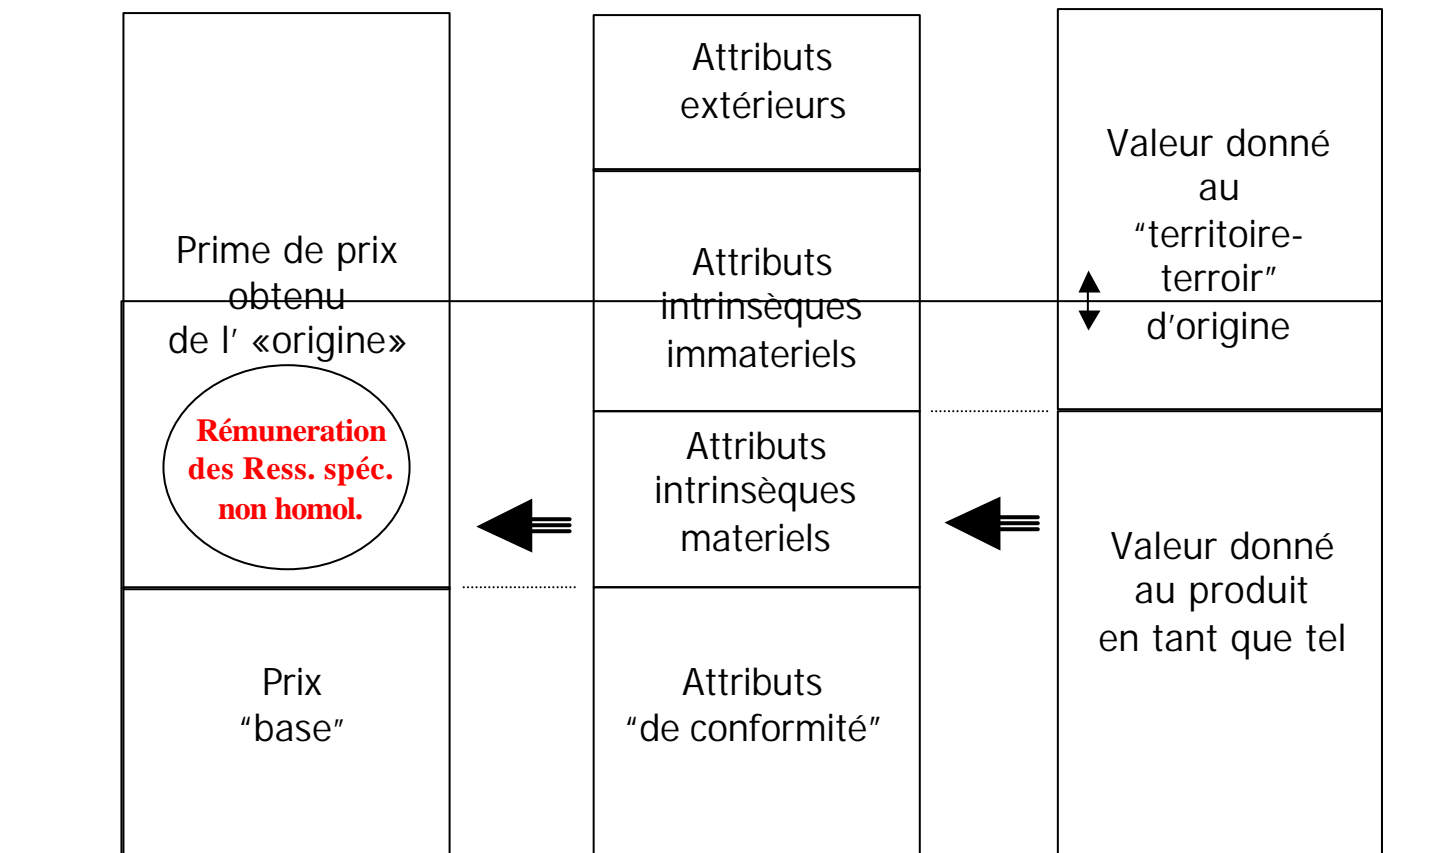 Prime de prix
obtenu
de l' «origine»
Rémuneration
des Ress. spéc.
non homol.
Prix
“base”
Attributs
extérieurs
Attributs
intrinsèques
immateriels
Attributs
intrinsèques
materiels
Attributs
“de conformité”
Valeur donné
au
“territoire-
terroir”
d'origine
Valeur donné
au produit
en tant que tel